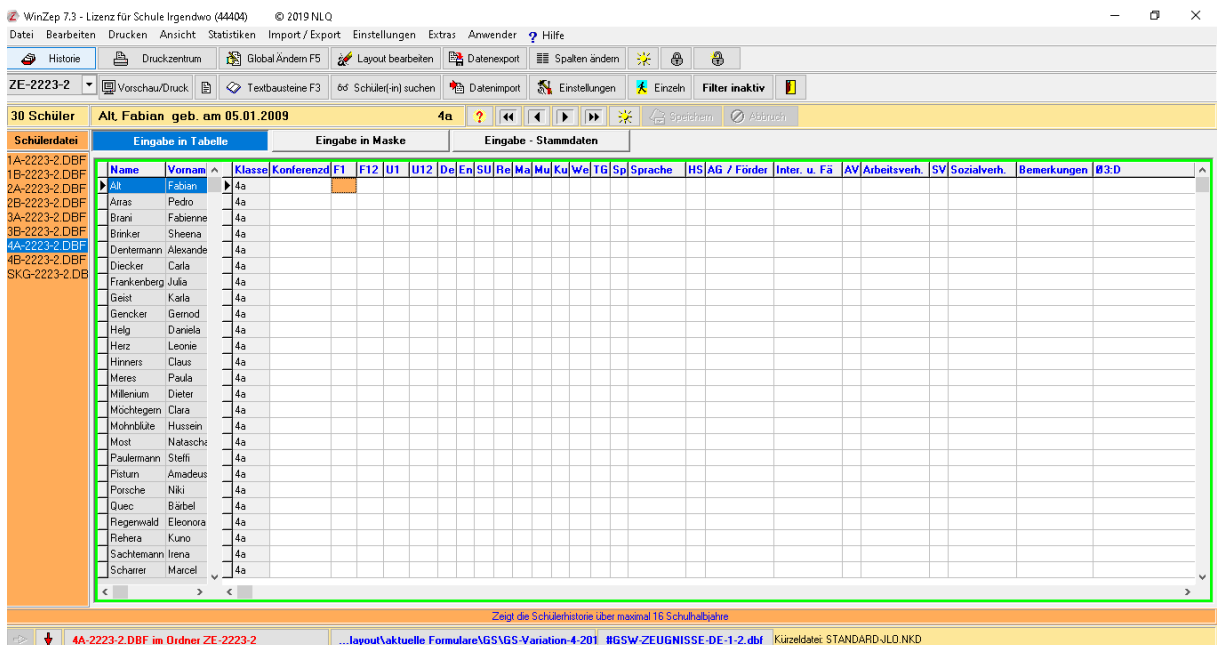 WinZep 7.3 - Lizenz für Schule Irgendwo (44404) © 2019 NLQ
Datei Bearbeiten Drucken Ansicht Statistiken Import/Export Einstellungen Extras Anwender ? Hilfe
Historie Druckzentrum Global Ändern F5 Layout bearbeiten Datenexport Spalten ändern
ZE-2223-2 Vorschau/Druck Textbausteine F3 Schüler(-in) suchen Datenimport Einstellungen Einzeln Filter inaktiv
30 Schüler Alt, Fabian geb. am 05.01.2009 4a ? Speichern Abbruch
Schülerdatei Eingabe in Tabelle Eingabe in Maske Eingabe - Stammdaten
1A-2223-2.DBF
1B-2223-2.DBF
2A-2223-2.DBF
2B-2223-2.DBF
3A-2223-2.DBF
3B-2223-2.DBF
4A-2223-2.DBF
4B-2223-2.DBF
SKG-2223-2.DB
Name Vornam Klasse Konferenzd F1 F12 U1 U12 De En SU Re Ma Mu Ku We TG Sp Sprache HS AG / Förder Inter. u. Fä AV Arbeitsverh. SV Sozialverh. Bemerkungen Ø3:D
Alt Fabian 4a
Arras Pedro 4a
Brani Fabienne 4a
Brinker Sheena 4a
Dentermann Alexande 4a
Diecker Carla 4a
Frankenberg Julia 4a
Geist Karla 4a
Gencker Gernod 4a
Helg Daniela 4a
Herz Leonie 4a
Hinners Claus 4a
Meres Paula 4a
Millenium Dieter 4a
Möchtegern Clara 4a
Mohnblüte Hussein 4a
Most Natascha 4a
Paulermann Steffi 4a
Pisturn Amadeus 4a
Porsche Niki 4a
Quec Bärbel 4a
Regenwald Eleonora 4a
Rehera Kuno 4a
Sachtemann Irena 4a
Scharrer Marcel 4a
Zeigt die Schülerhistorie über maximal 16 Schulhalbjahre
4A-2223-2.DBF im Ordner ZE-2223-2 ...layout\aktuelle Formulare\GS\GS-Variation-4-201 #GSW-ZEUGNISSE-DE-1-2.dbf Kürzeldatei: STANDARD-JLO.NKD